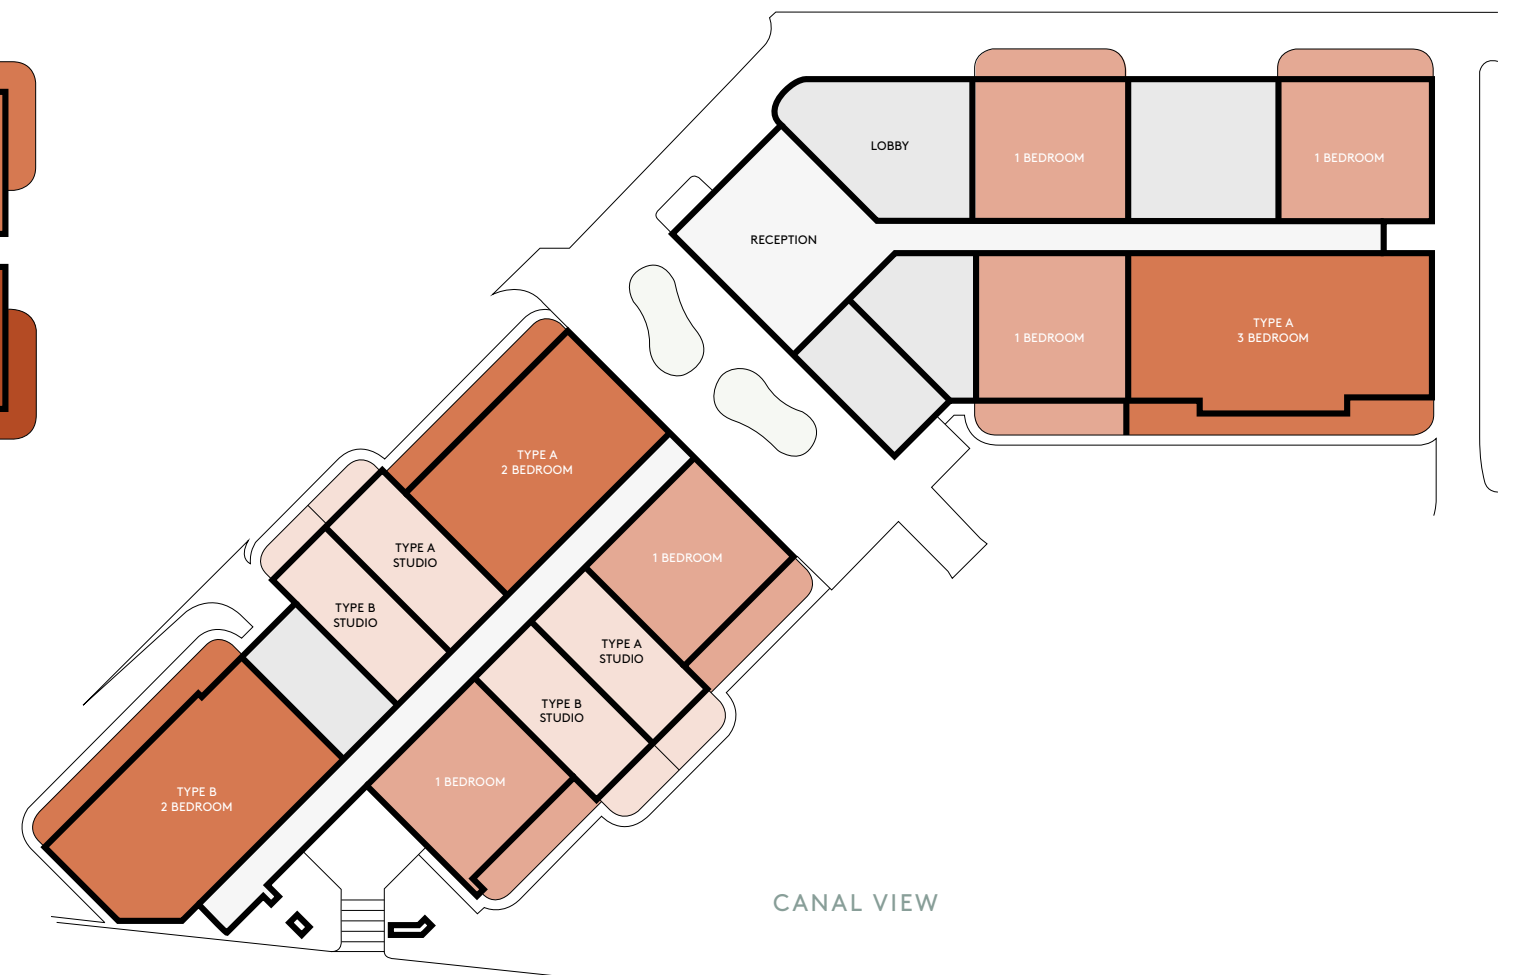 LOBBY
1 BEDROOM
1 BEDROOM
RECEPTION
1 BEDROOM
TYPE A
3 BEDROOM
TYPE A
2 BEDROOM
TYPE A
STUDIO
1 BEDROOM
TYPE B
STUDIO
TYPE A
STUDIO
TYPE B
STUDIO
1 BEDROOM
TYPE B
2 BEDROOM
CANAL VIEW